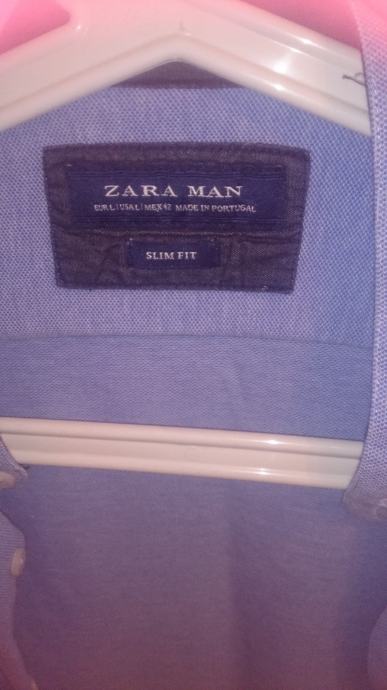 ZARA MAN
EUR L | USA L | MEX 42 MADE IN PORTUGAL
SLIM FIT